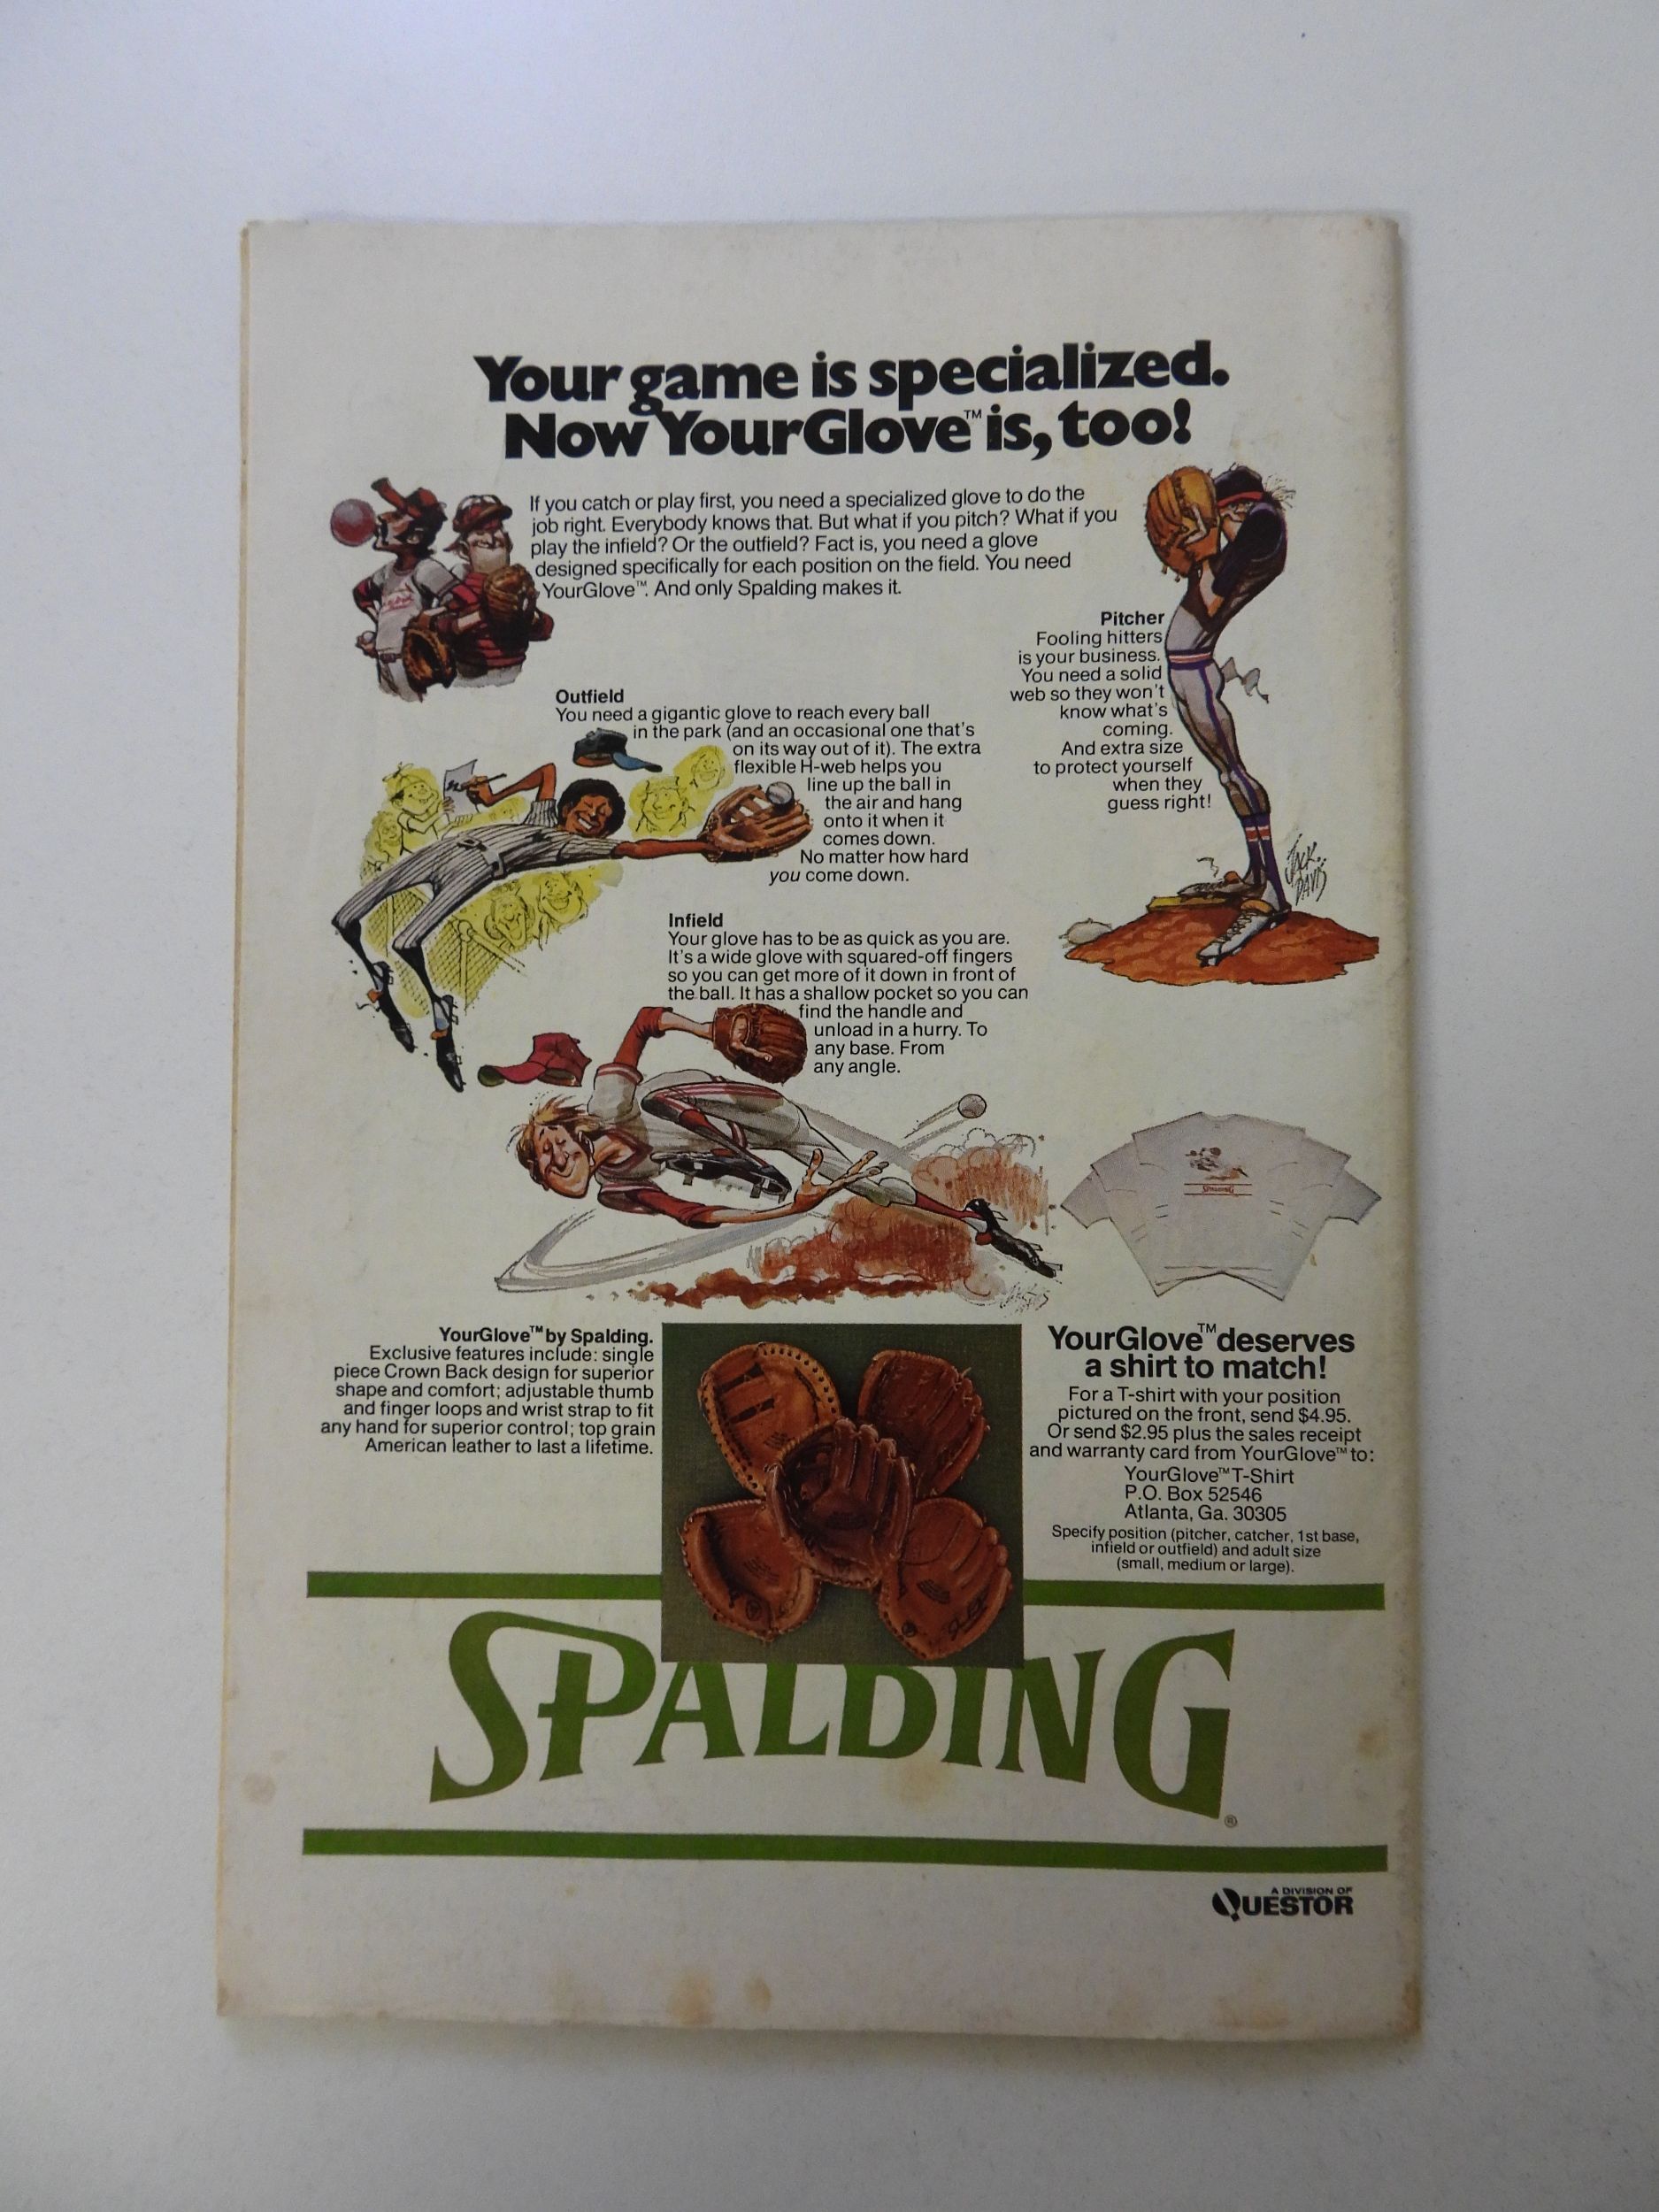 Your game is specialized.
Now YourGlove™ is, too!
If you catch or play first, you need a specialized glove to do the
job right. Everybody knows that. But what if you pitch? What if you
play the infield? Or the outfield? Fact is, you need a glove
designed specifically for each position on the field. You need
YourGlove™. And only Spalding makes it.
Pitcher
Fooling hitters
is your business.
You need a solid
web so they won't
know what's
coming.
And extra size
to protect yourself
when they
guess right!
JACK DAVIS
Outfield
You need a gigantic glove to reach every ball
in the park (and an occasional one that's
on its way out of it). The extra
flexible H-web helps you
line up the ball in
the air and hang
onto it when it
comes down.
No matter how hard
you come down.
Infield
Your glove has to be as quick as you are.
It's a wide glove with squared-off fingers
so you can get more of it down in front of
the ball. It has a shallow pocket so you can
find the handle and
unload in a hurry. To
any base. From
any angle.
SPALDING
YourGlove™ by Spalding.
Exclusive features include: single
piece Crown Back design for superior
shape and comfort; adjustable thumb
and finger loops and wrist strap to fit
any hand for superior control; top grain
American leather to last a lifetime.
YourGlove™ deserves
a shirt to match!
For a T-shirt with your position
pictured on the front, send $4.95.
Or send $2.95 plus the sales receipt
and warranty card from YourGlove™ to:
YourGlove™ T-Shirt
P.O. Box 52546
Atlanta, Ga. 30305
Specify position (pitcher, catcher, 1st base,
infield or outfield) and adult size
(small, medium or large).
SPALDING®
A DIVISION OF
QUESTOR